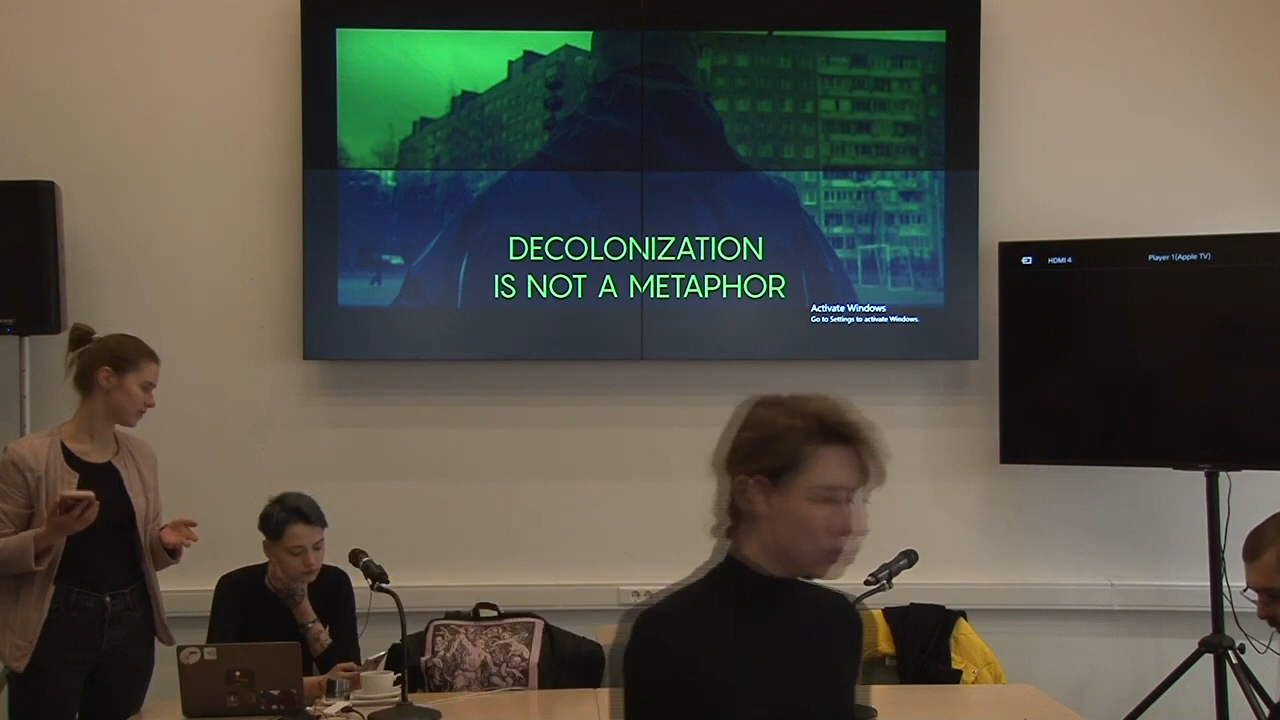 DECOLONIZATION
IS NOT A METAPHOR
Activate Windows
Go to Settings to activate Windows.
HDMI 4
Player 1(Apple TV)